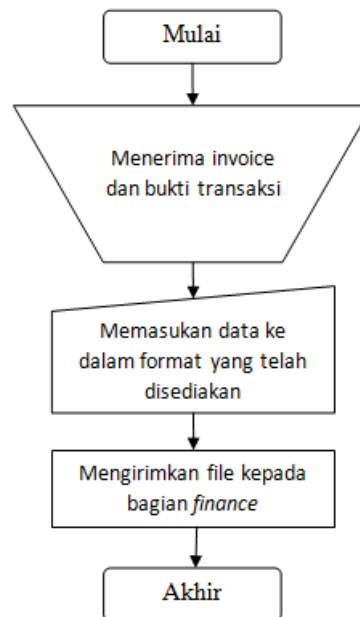 Mulai
Menerima invoice
dan bukti transaksi
Memasukan data ke
dalam format yang telah
disediakan
Mengirimkan file kepada
bagian finance
Akhir